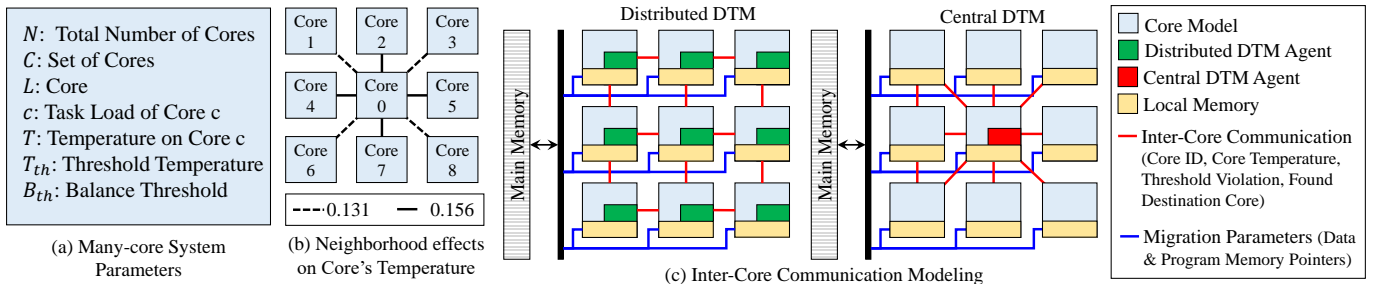 N: Total Number of Cores
C: Set of Cores
L: Core
c: Task Load of Core c
T: Temperature on Core c
T_th: Threshold Temperature
B_th: Balance Threshold
(a) Many-core System
Parameters
Core
1
Core
2
Core
3
Core
4
Core
0
Core
5
Core
6
Core
7
Core
8
0.131
0.156
(b) Neighborhood effects
on Core's Temperature
Distributed DTM
Main Memory
Central DTM
Main Memory
(c) Inter-Core Communication Modeling
Core Model
Distributed DTM Agent
Central DTM Agent
Local Memory
Inter-Core Communication
(Core ID, Core Temperature,
Threshold Violation, Found
Destination Core)
Migration Parameters (Data
& Program Memory Pointers)